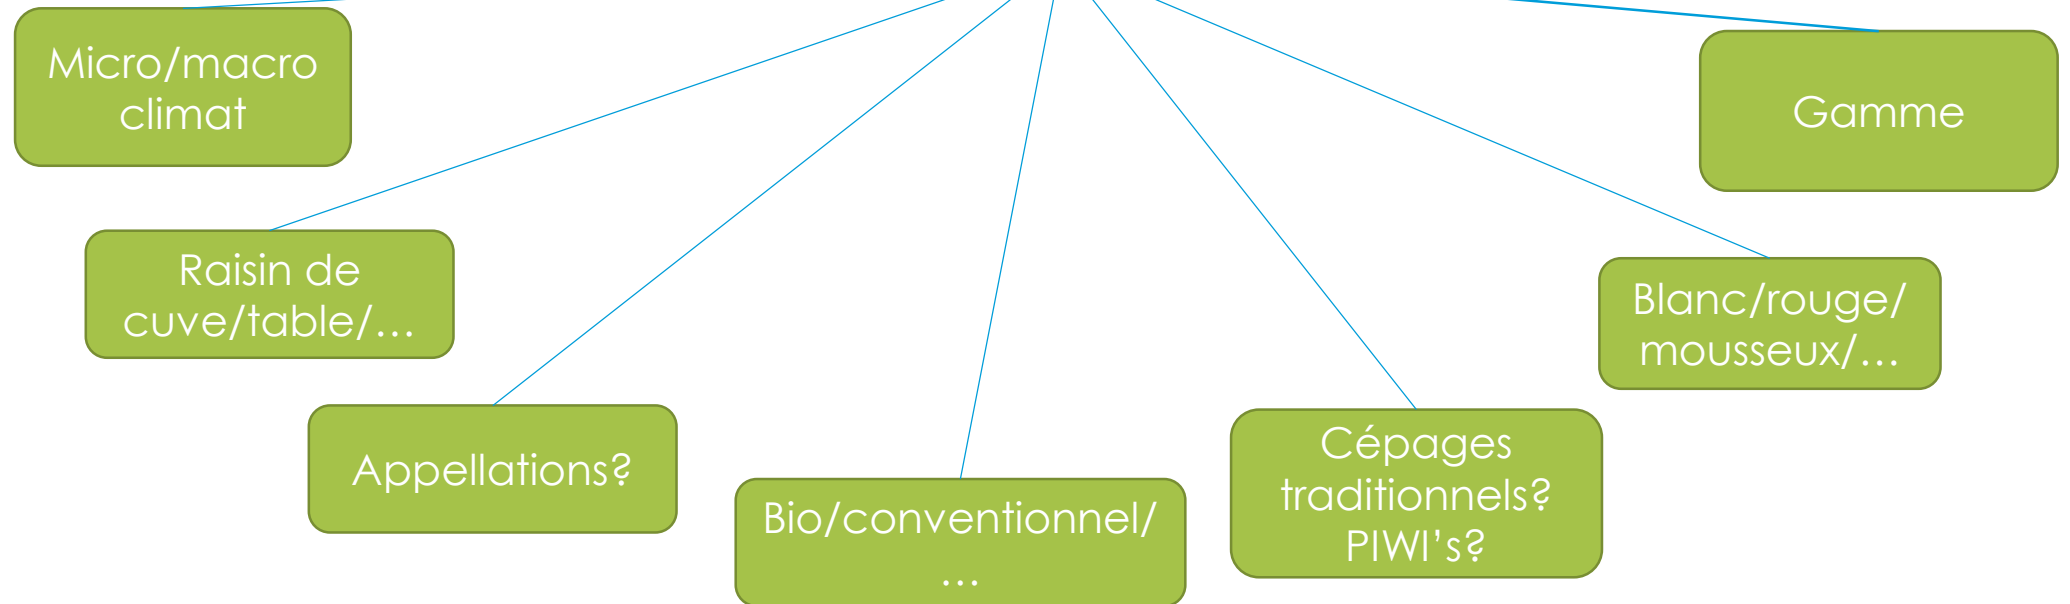 Micro/macro
climat
Gamme
Raisin de
cuve/table/…
Blanc/rouge/
mousseux/…
Appellations?
Cépages
traditionnels?
PIWI’s?
Bio/conventionnel/
…